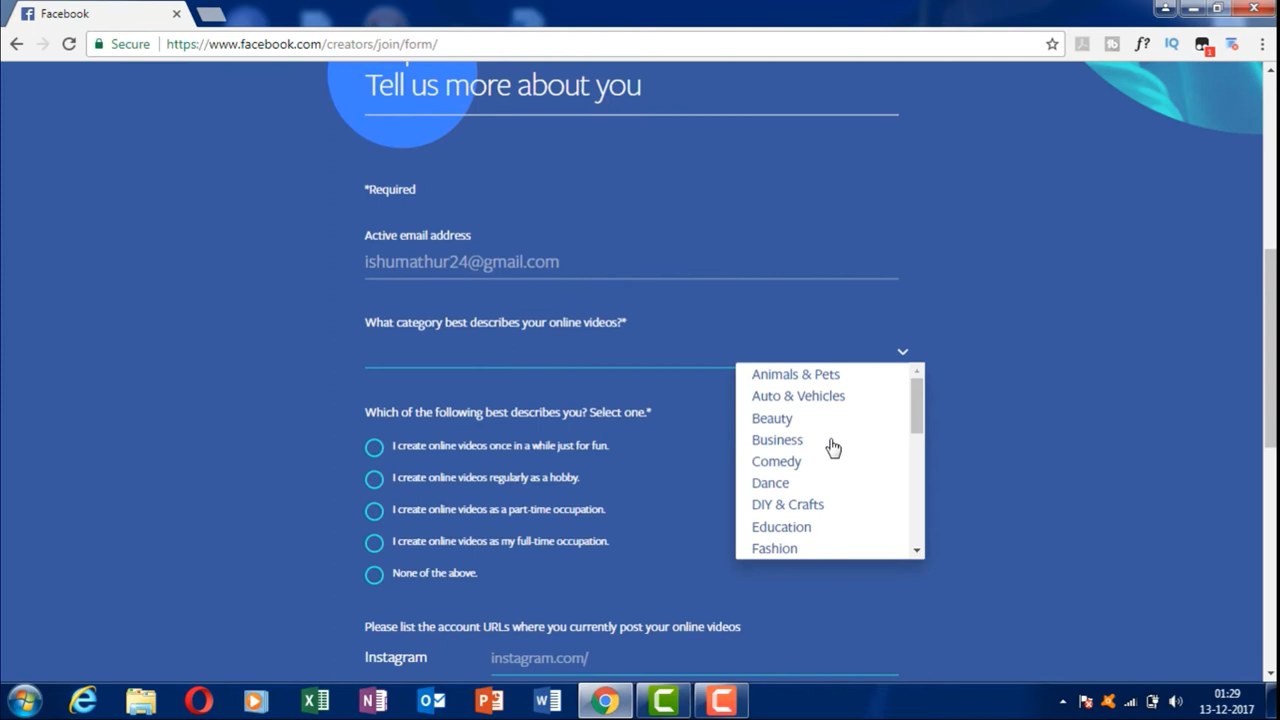 Facebook
Secure
https://www.facebook.com/creators/join/form/
Tell us more about you
*Required
Active email address
ishumathur24@gmail.com
What category best describes your online videos?*
Animals & Pets
Auto & Vehicles
Beauty
Business
Comedy
Dance
DIY & Crafts
Education
Fashion
Which of the following best describes you? Select one.*
I create online videos once in a while just for fun.
I create online videos regularly as a hobby.
I create online videos as a part-time occupation.
I create online videos as my full-time occupation.
None of the above.
Please list the account URLs where you currently post your online videos
Instagram
instagram.com/
01:29
13-12-2017